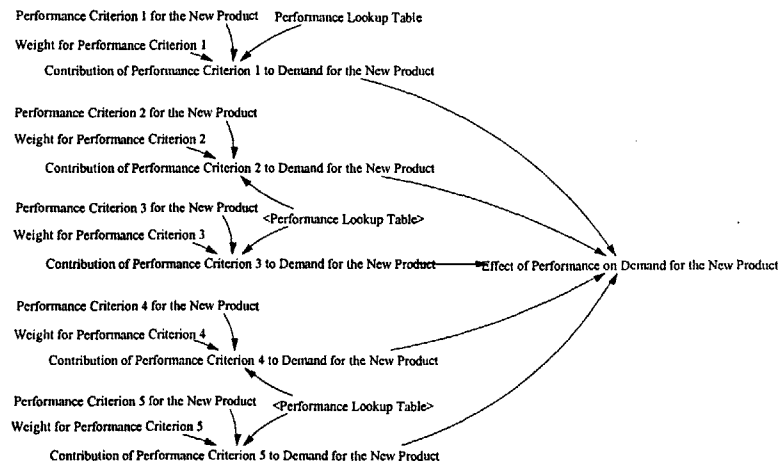 Performance Criterion 1 for the New Product
Performance Lookup Table
Weight for Performance Criterion 1
Contribution of Performance Criterion 1 to Demand for the New Product
Performance Criterion 2 for the New Product
Weight for Performance Criterion 2
Contribution of Performance Criterion 2 to Demand for the New Product
Performance Criterion 3 for the New Product
<Performance Lookup Table>
Weight for Performance Criterion 3
Contribution of Performance Criterion 3 to Demand for the New Product
Effect of Performance on Demand for the New Product
Performance Criterion 4 for the New Product
Weight for Performance Criterion 4
Contribution of Performance Criterion 4 to Demand for the New Product
Performance Criterion 5 for the New Product
<Performance Lookup Table>
Weight for Performance Criterion 5
Contribution of Performance Criterion 5 to Demand for the New Product